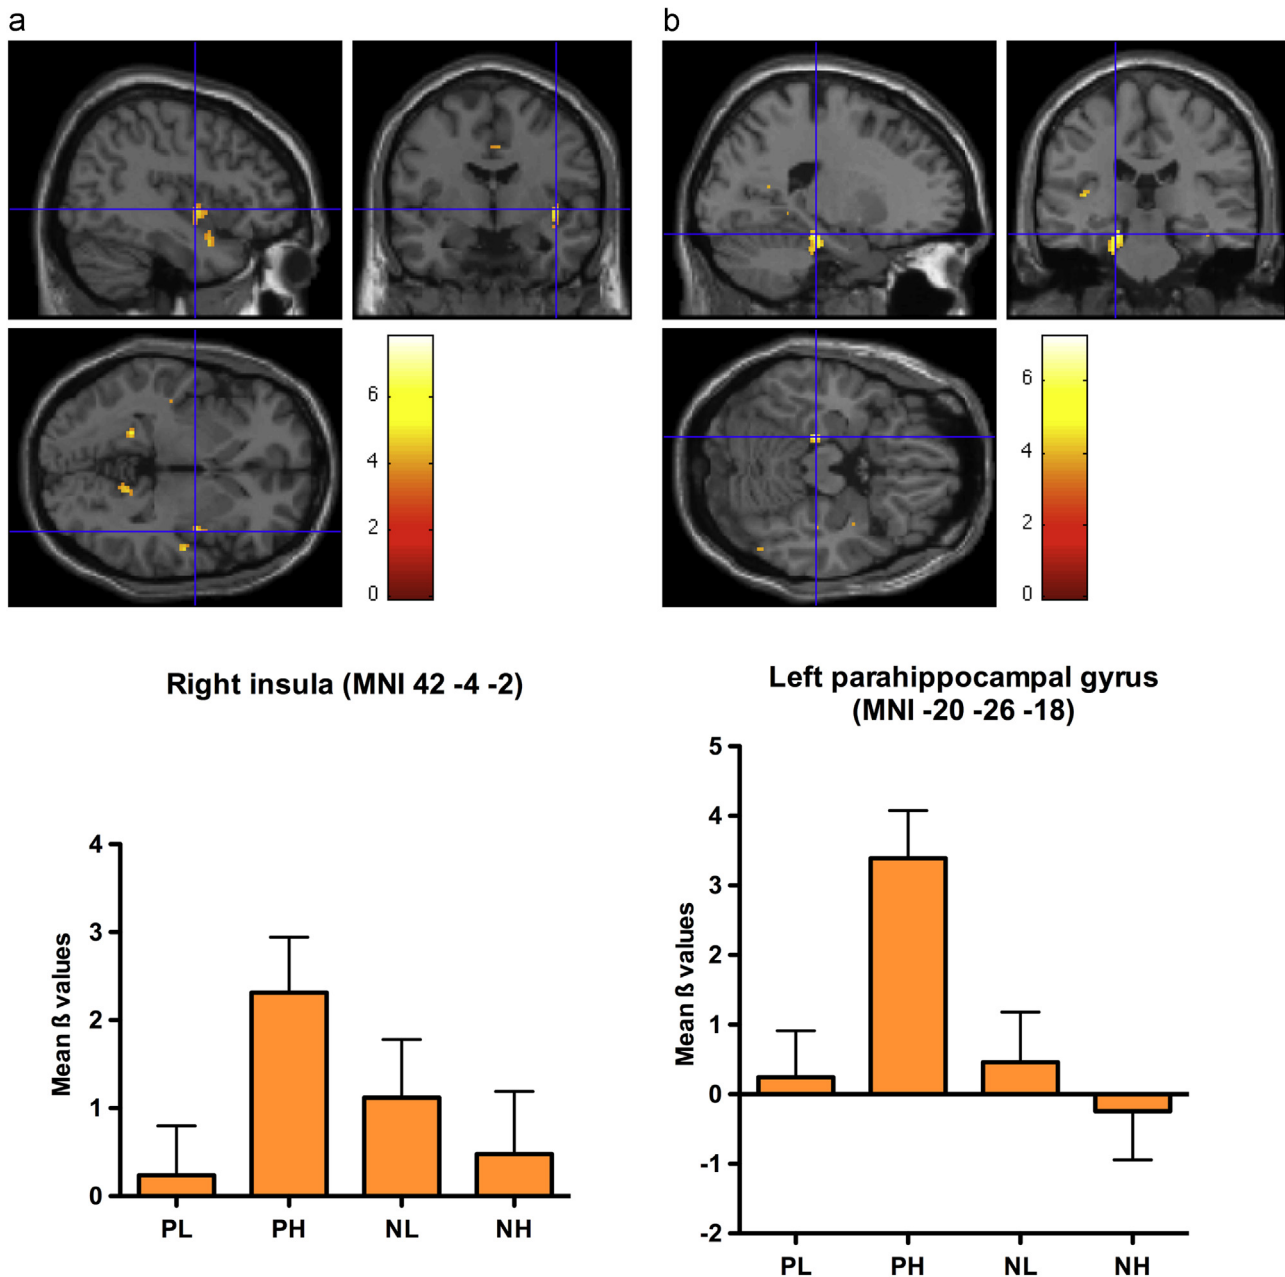 a
b
6
4
2
0
6
4
2
0
Right insula (MNI 42 -4 -2)
4
3
2
1
0
Mean ß values
PL PH NL NH
Left parahippocampal gyrus
(MNI -20 -26 -18)
5
4
3
2
1
0
-1
-2
Mean ß values
PL PH NL NH